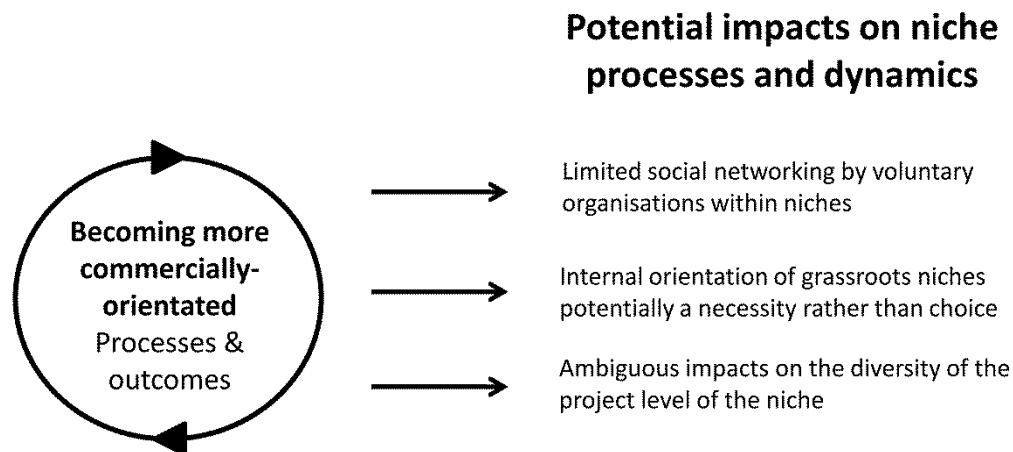 Potential impacts on niche
processes and dynamics
Becoming more
commercially-
orientated
Processes &
outcomes
Limited social networking by voluntary
organisations within niches
Internal orientation of grassroots niches
potentially a necessity rather than choice
Ambiguous impacts on the diversity of the
project level of the niche